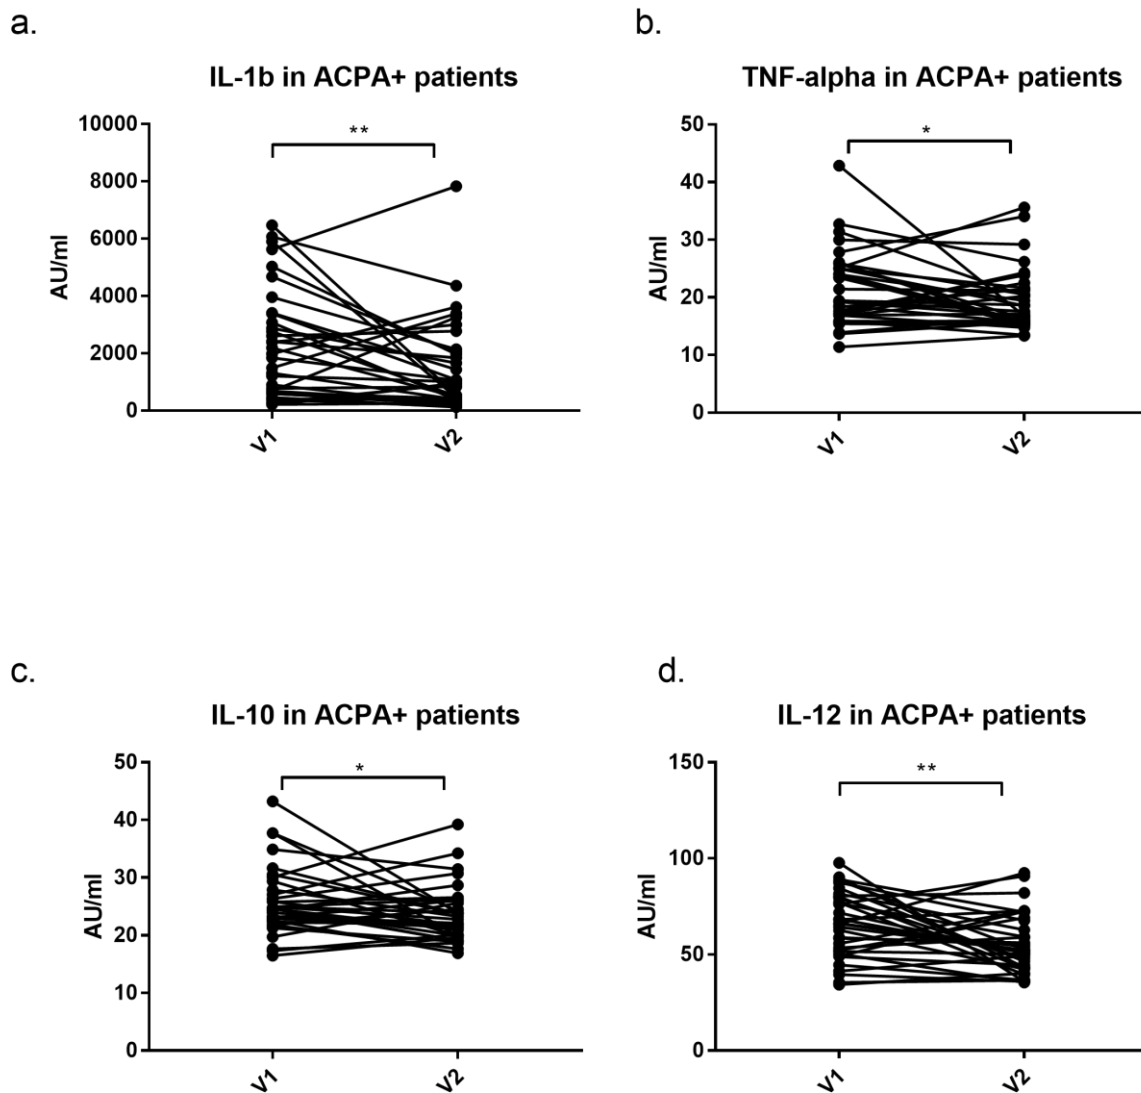 a.
IL-1b in ACPA+ patients
**
10000
8000
6000
4000
2000
0
AU/ml
V1
V2
b.
TNF-alpha in ACPA+ patients
*
50
40
30
20
10
0
AU/ml
V1
V2
c.
IL-10 in ACPA+ patients
*
50
40
30
20
10
0
AU/ml
V1
V2
d.
IL-12 in ACPA+ patients
**
150
100
50
0
AU/ml
V1
V2